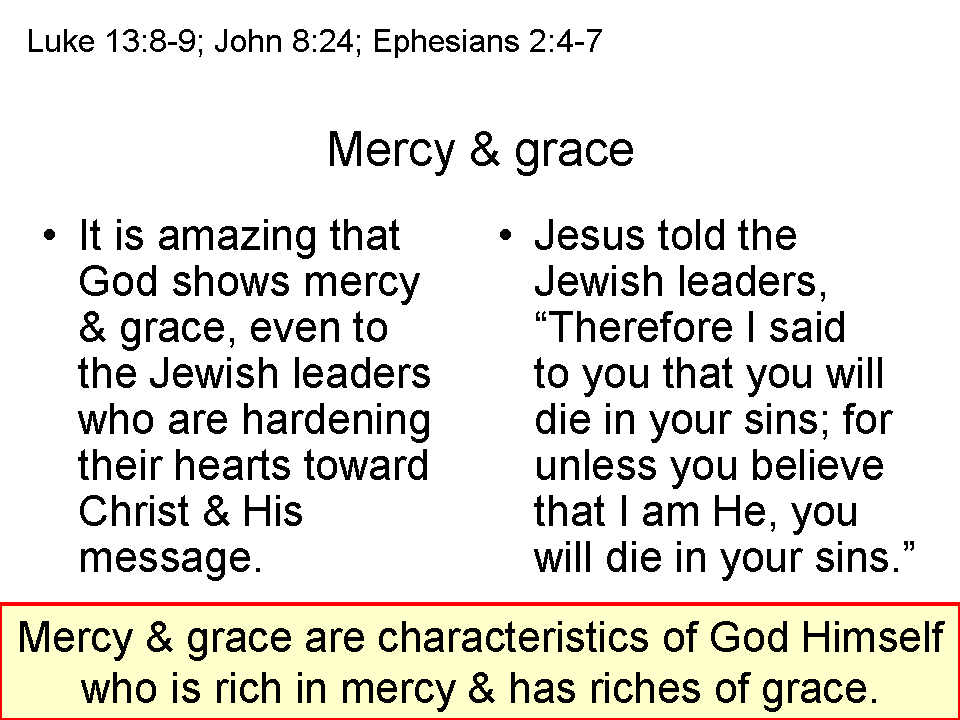 Luke 13:8-9; John 8:24; Ephesians 2:4-7
Mercy & grace
• It is amazing that
God shows mercy
& grace, even to
the Jewish leaders
who are hardening
their hearts toward
Christ & His
message.
• Jesus told the
Jewish leaders,
“Therefore I said
to you that you will
die in your sins; for
unless you believe
that I am He, you
will die in your sins.”
Mercy & grace are characteristics of God Himself
who is rich in mercy & has riches of grace.